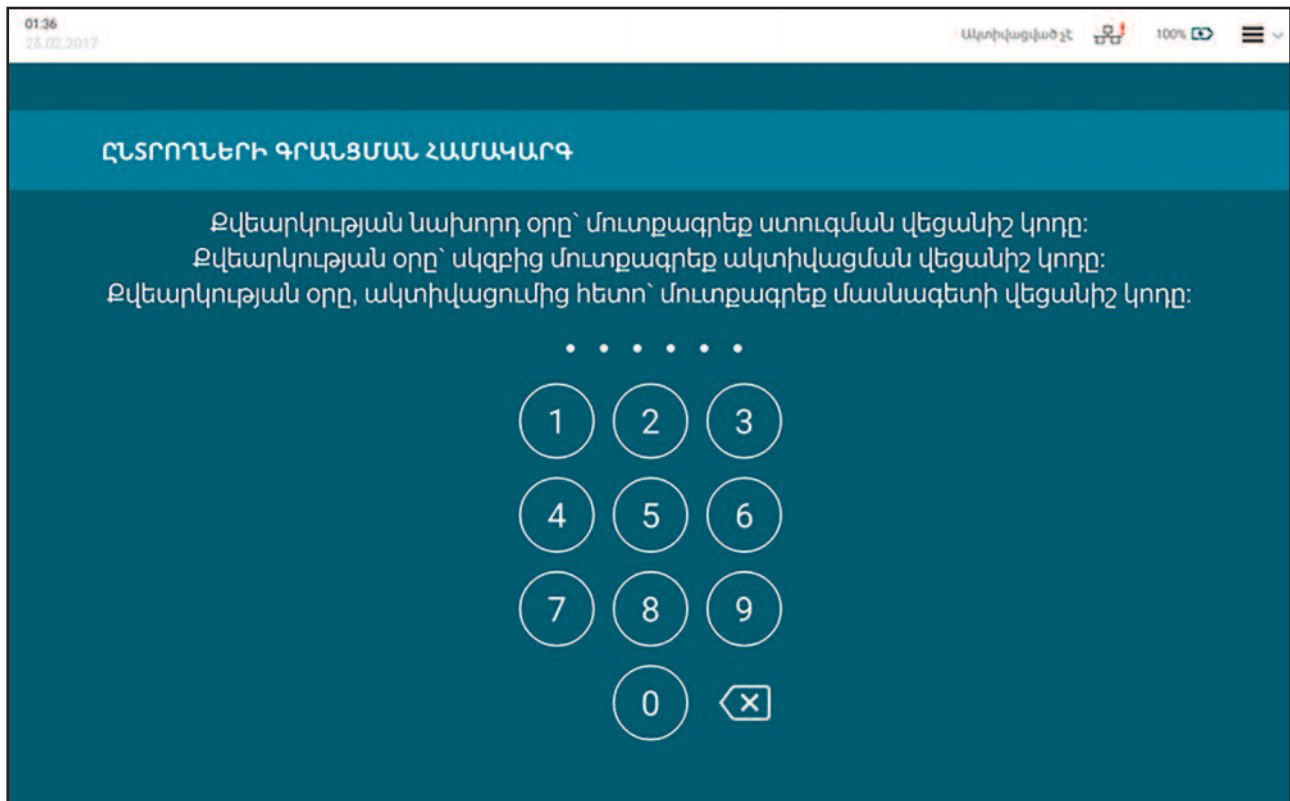 01:36
28.02.2017
Ակտիվացված չէ
100%
ԸՆՏՐՈՂՆԵՐԻ ԳՐԱՆՑՄԱՆ ՀԱՄԱԿԱՐԳ
Քվեարկության նախորդ օրը՝ մուտքագրեք ստուգման վեցանիշ կոդը:
Քվեարկության օրը՝ սկզբից մուտքագրեք ակտիվացման վեցանիշ կոդը:
Քվեարկության օրը, ակտիվացումից հետո՝ մուտքագրեք մասնագետի վեցանիշ կոդը:
1 2 3
4 5 6
7 8 9
0